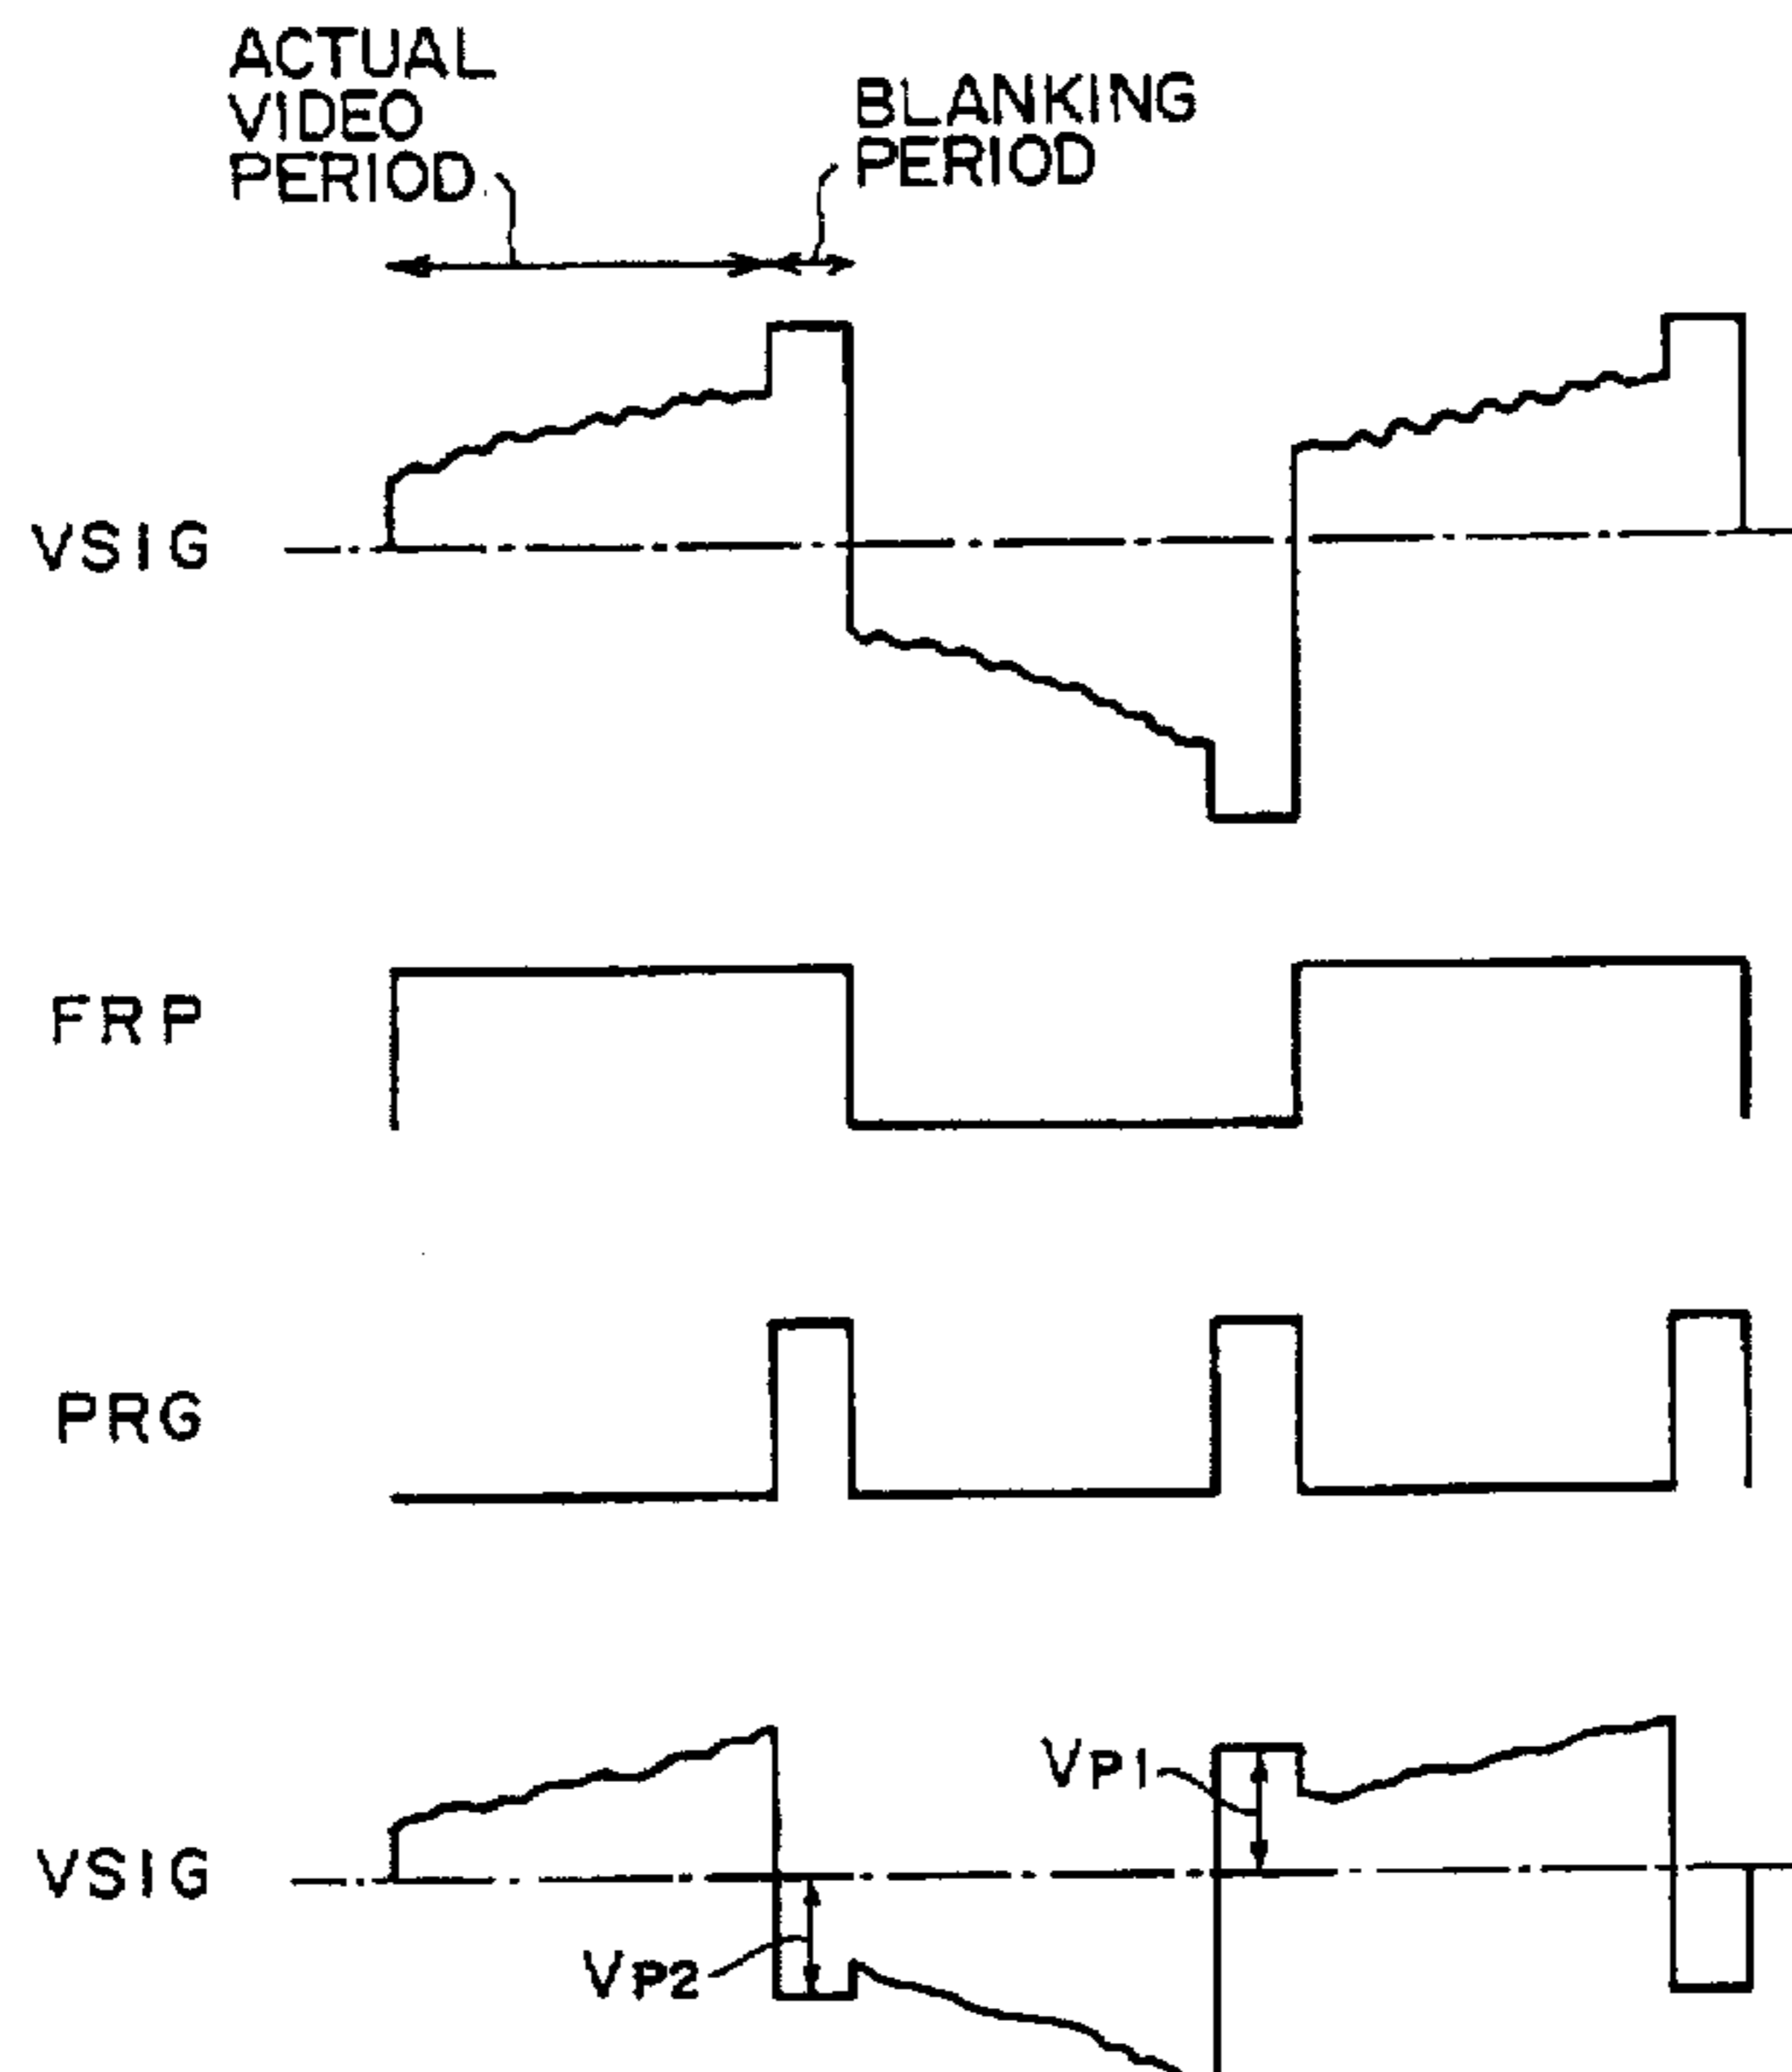 ACTUAL
VIDEO
PERIOD
BLANKING
PERIOD
VSIG
FRP
PRG
VP1
VSIG
VP2